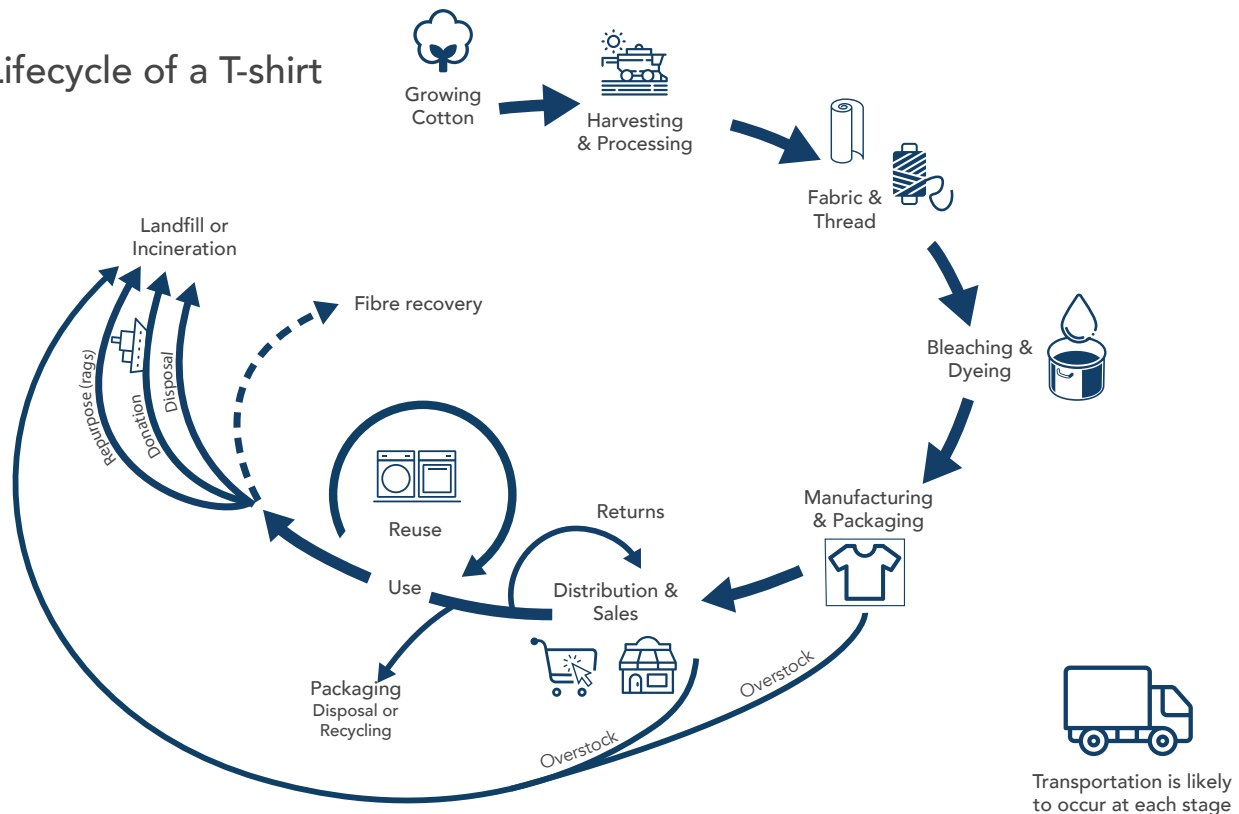 Lifecycle of a T-shirt
Growing
Cotton
Harvesting
& Processing
Fabric &
Thread
Landfill or
Incineration
Fibre recovery
Bleaching &
Dyeing
Repurpose (rags)
Donation
Disposal
Manufacturing
& Packaging
Returns
Reuse
Use
Distribution &
Sales
Packaging
Disposal or
Recycling
Overstock
Overstock
Transportation is likely
to occur at each stage